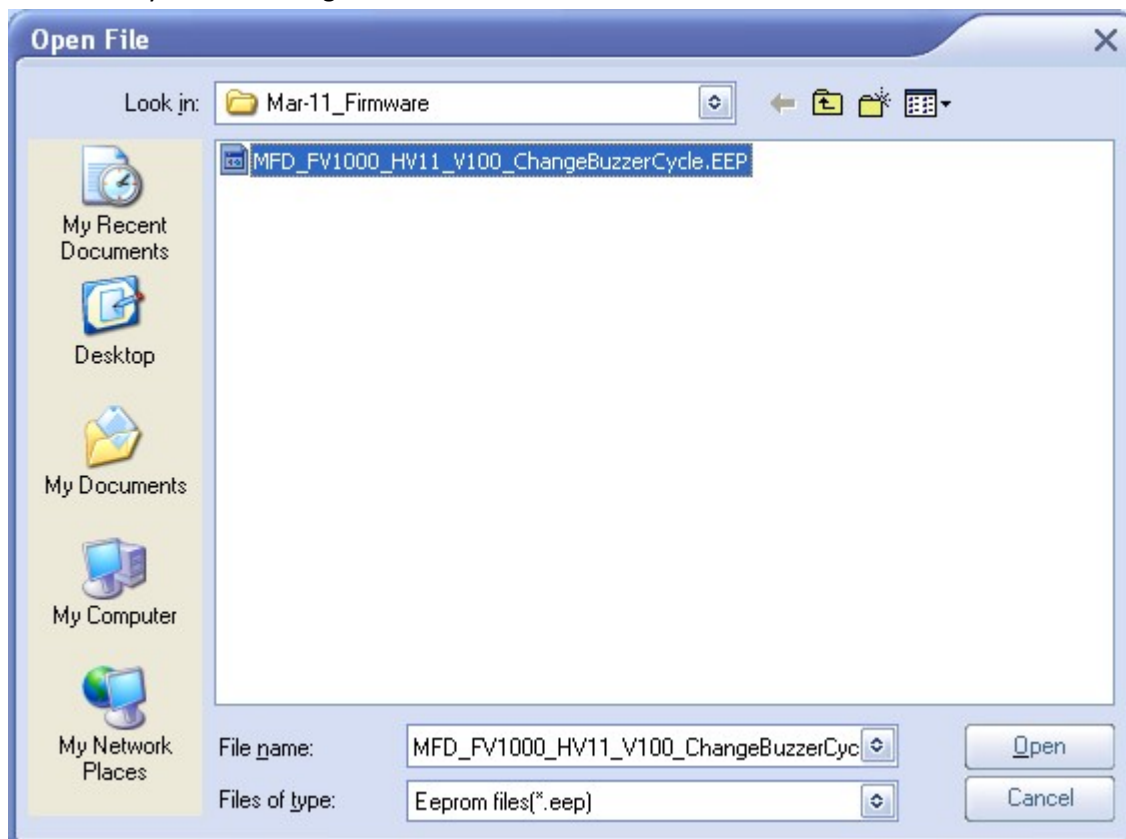 Open File
Look in:
Mar-11_Firmware
MFD_FV1000_HV11_V100_ChangeBuzzerCycle.EEP
My Recent
Documents
Desktop
My Documents
My Computer
My Network
Places
File name:
MFD_FV1000_HV11_V100_ChangeBuzzerCyc
Open
Files of type:
Eeprom files(*.eep)
Cancel